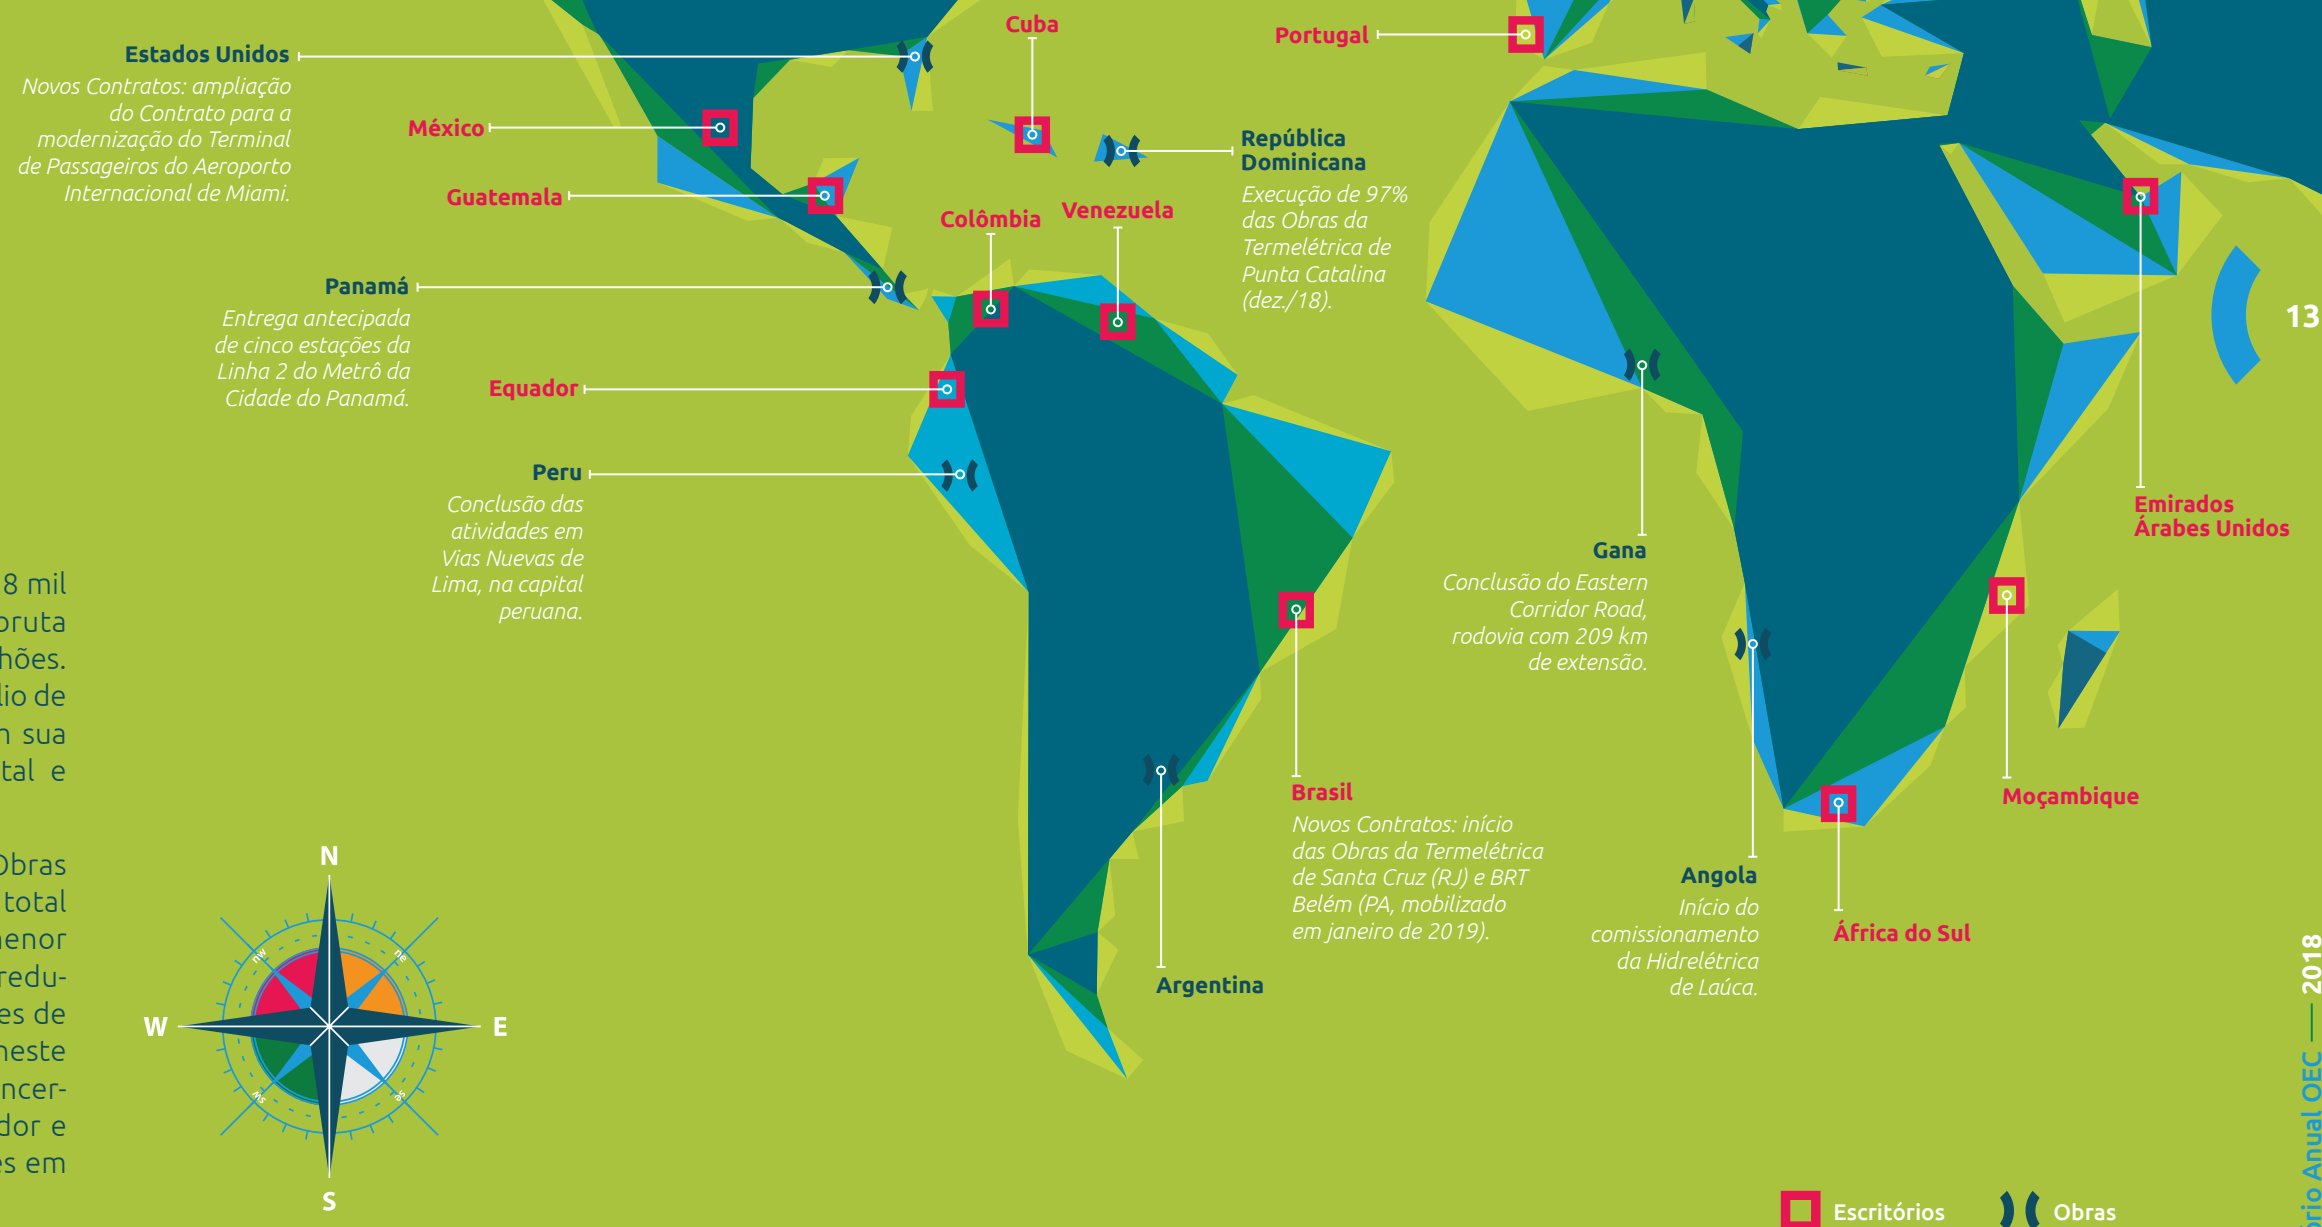 Estados Unidos
Novos Contratos: ampliação
do Contrato para a
modernização do Terminal
de Passageiros do Aeroporto
Internacional de Miami.
México
Guatemala
Panamá
Entrega antecipada
de cinco estações da
Linha 2 do Metrô da
Cidade do Panamá.
Equador
Peru
Conclusão das
atividades em
Vias Nuevas de
Lima, na capital
peruana.
Cuba
Colômbia
Venezuela
República
Dominicana
Execução de 97%
das Obras da
Termelétrica de
Punta Catalina
(dez./18).
Portugal
Gana
Conclusão do Eastern
Corridor Road,
rodovia com 209 km
de extensão.
Brasil
Novos Contratos: início
das Obras da Termelétrica
de Santa Cruz (RJ) e BRT
Belém (PA, mobilizado
em janeiro de 2019).
Argentina
Angola
Início do
comissionamento
da Hidrelétrica
de Laúca.
África do Sul
Moçambique
Emirados
Árabes Unidos
13
8 mil
bruta
hões.
lio de
sua
tal e
Obras
total
menor
redu-
es de
neste
ncer-
dor e
es em
N
nw
ne
W
E
sw
se
S
Escritórios
Obras
Anual OEC — 2018